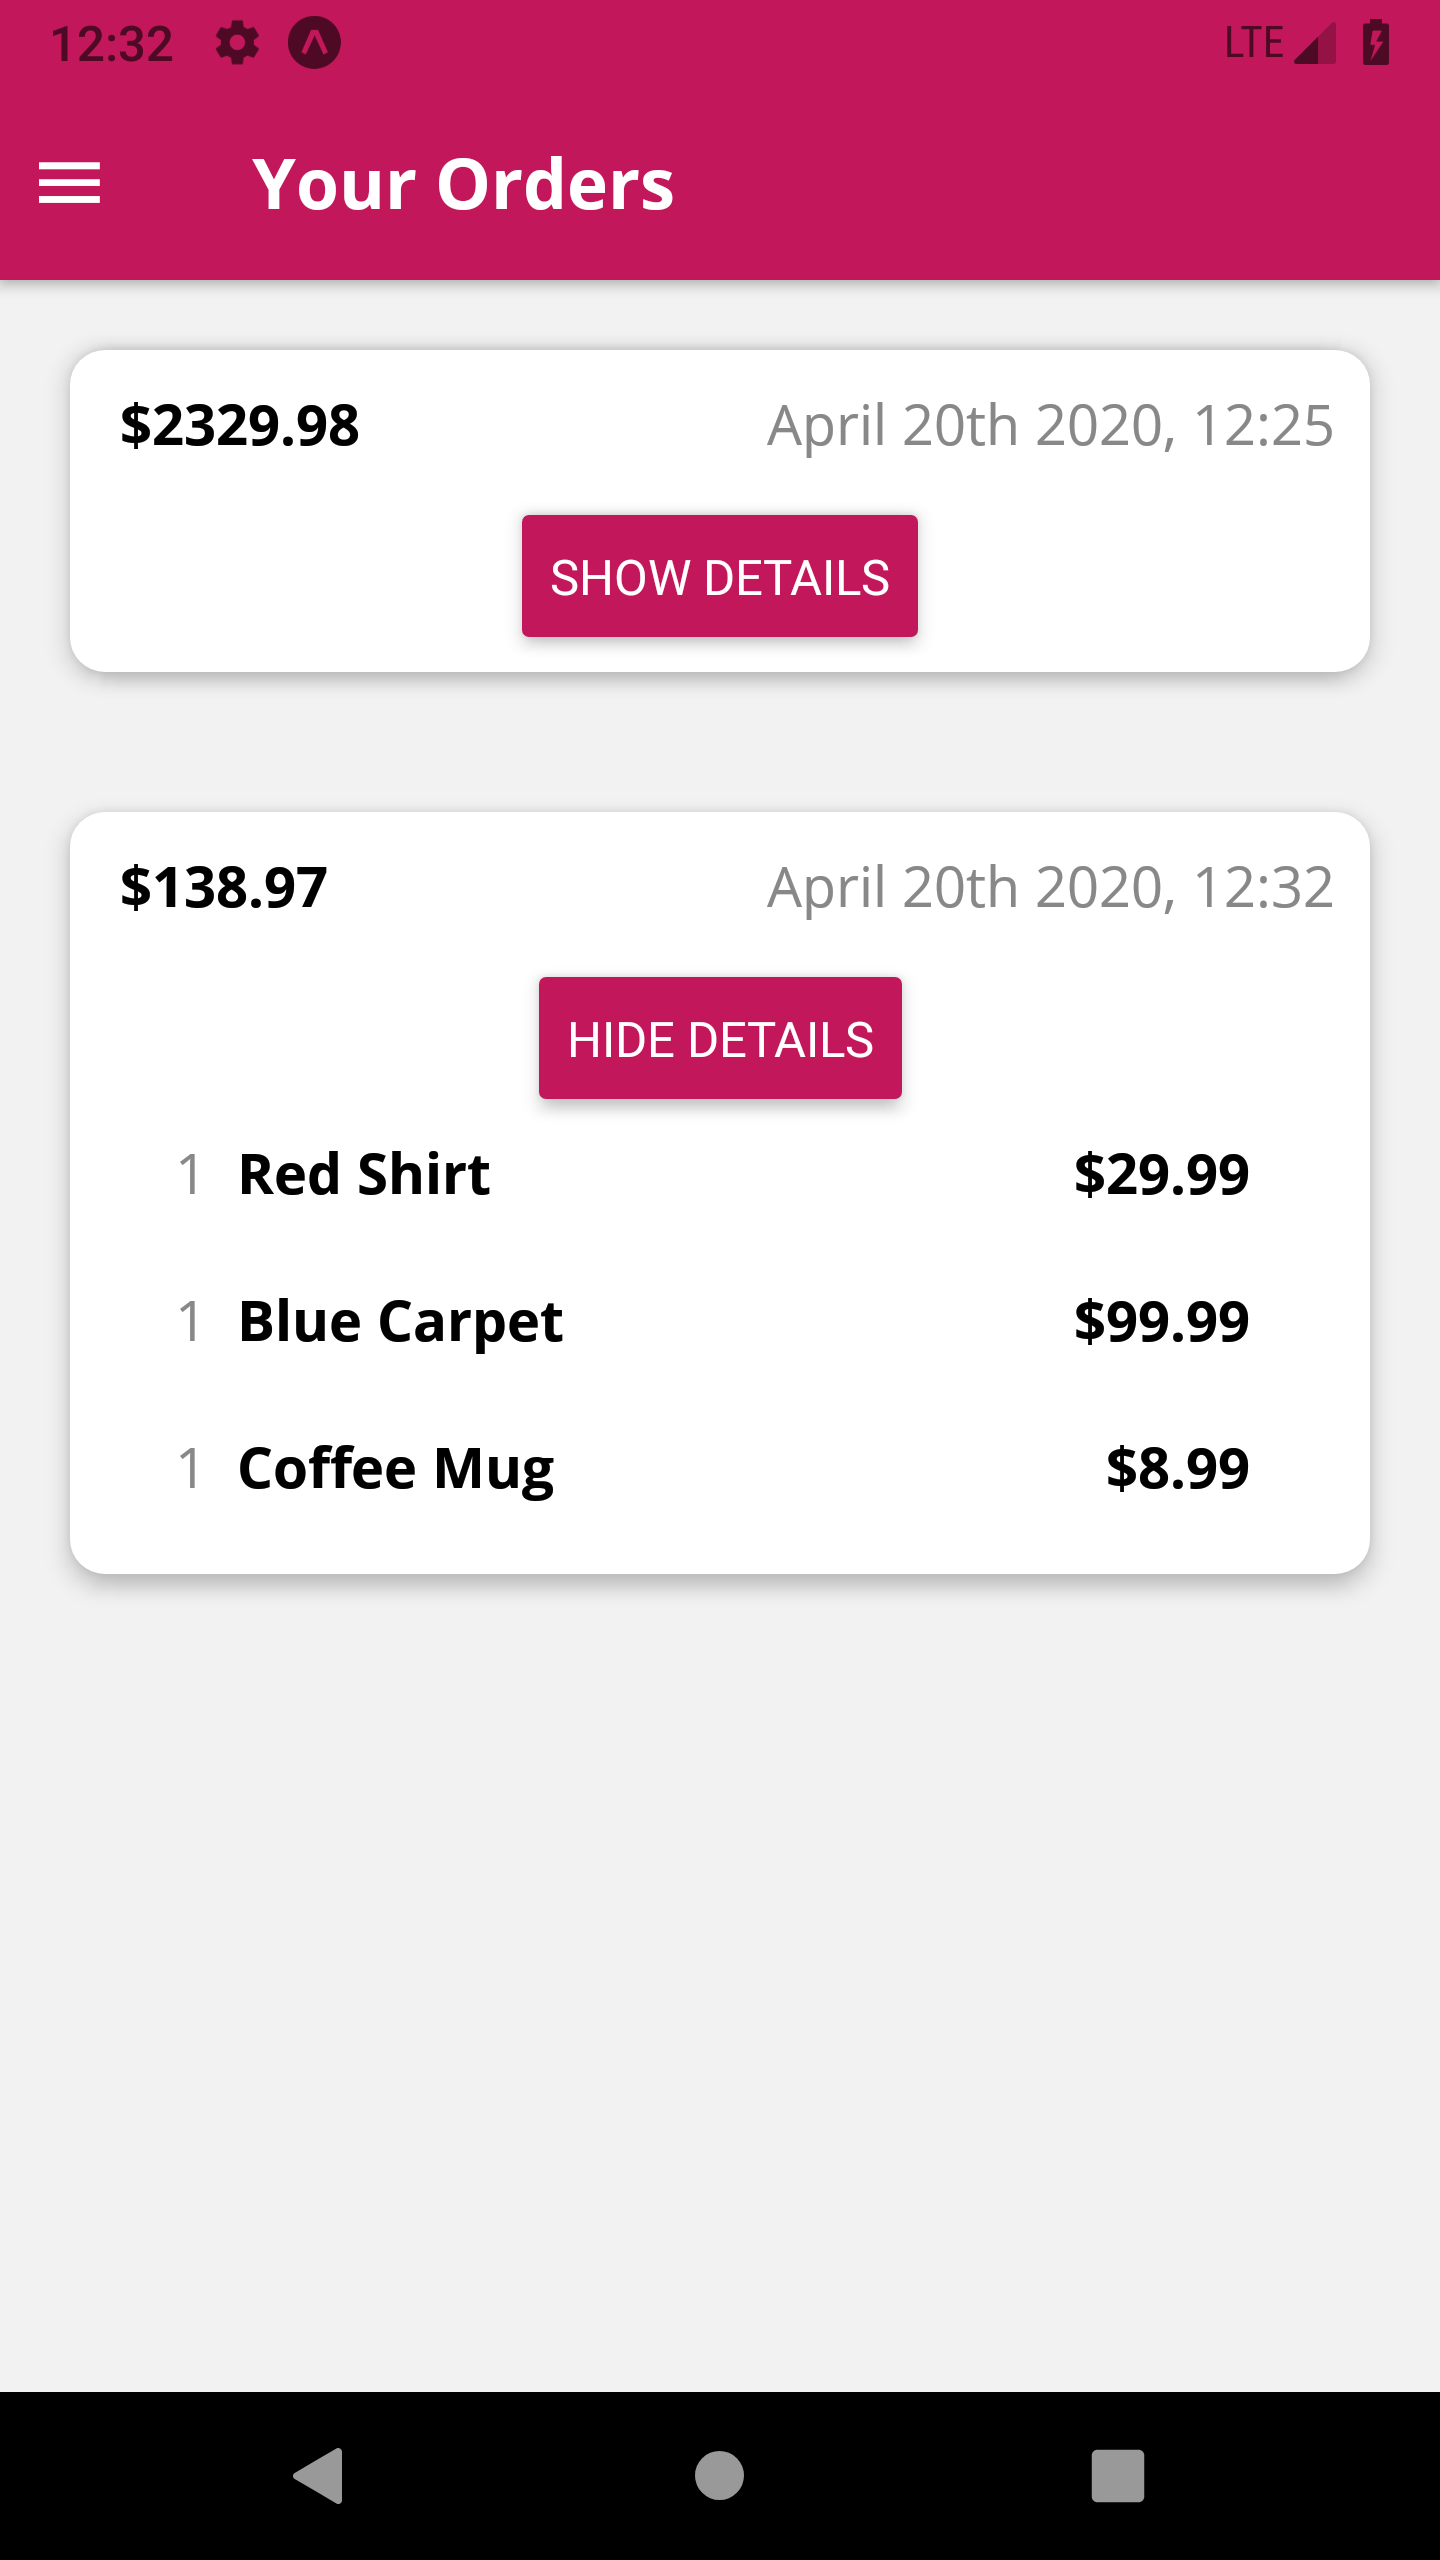 12:32 LTE
Your Orders
$2329.98 April 20th 2020, 12:25
SHOW DETAILS
$138.97 April 20th 2020, 12:32
HIDE DETAILS
1 Red Shirt $29.99
1 Blue Carpet $99.99
1 Coffee Mug $8.99